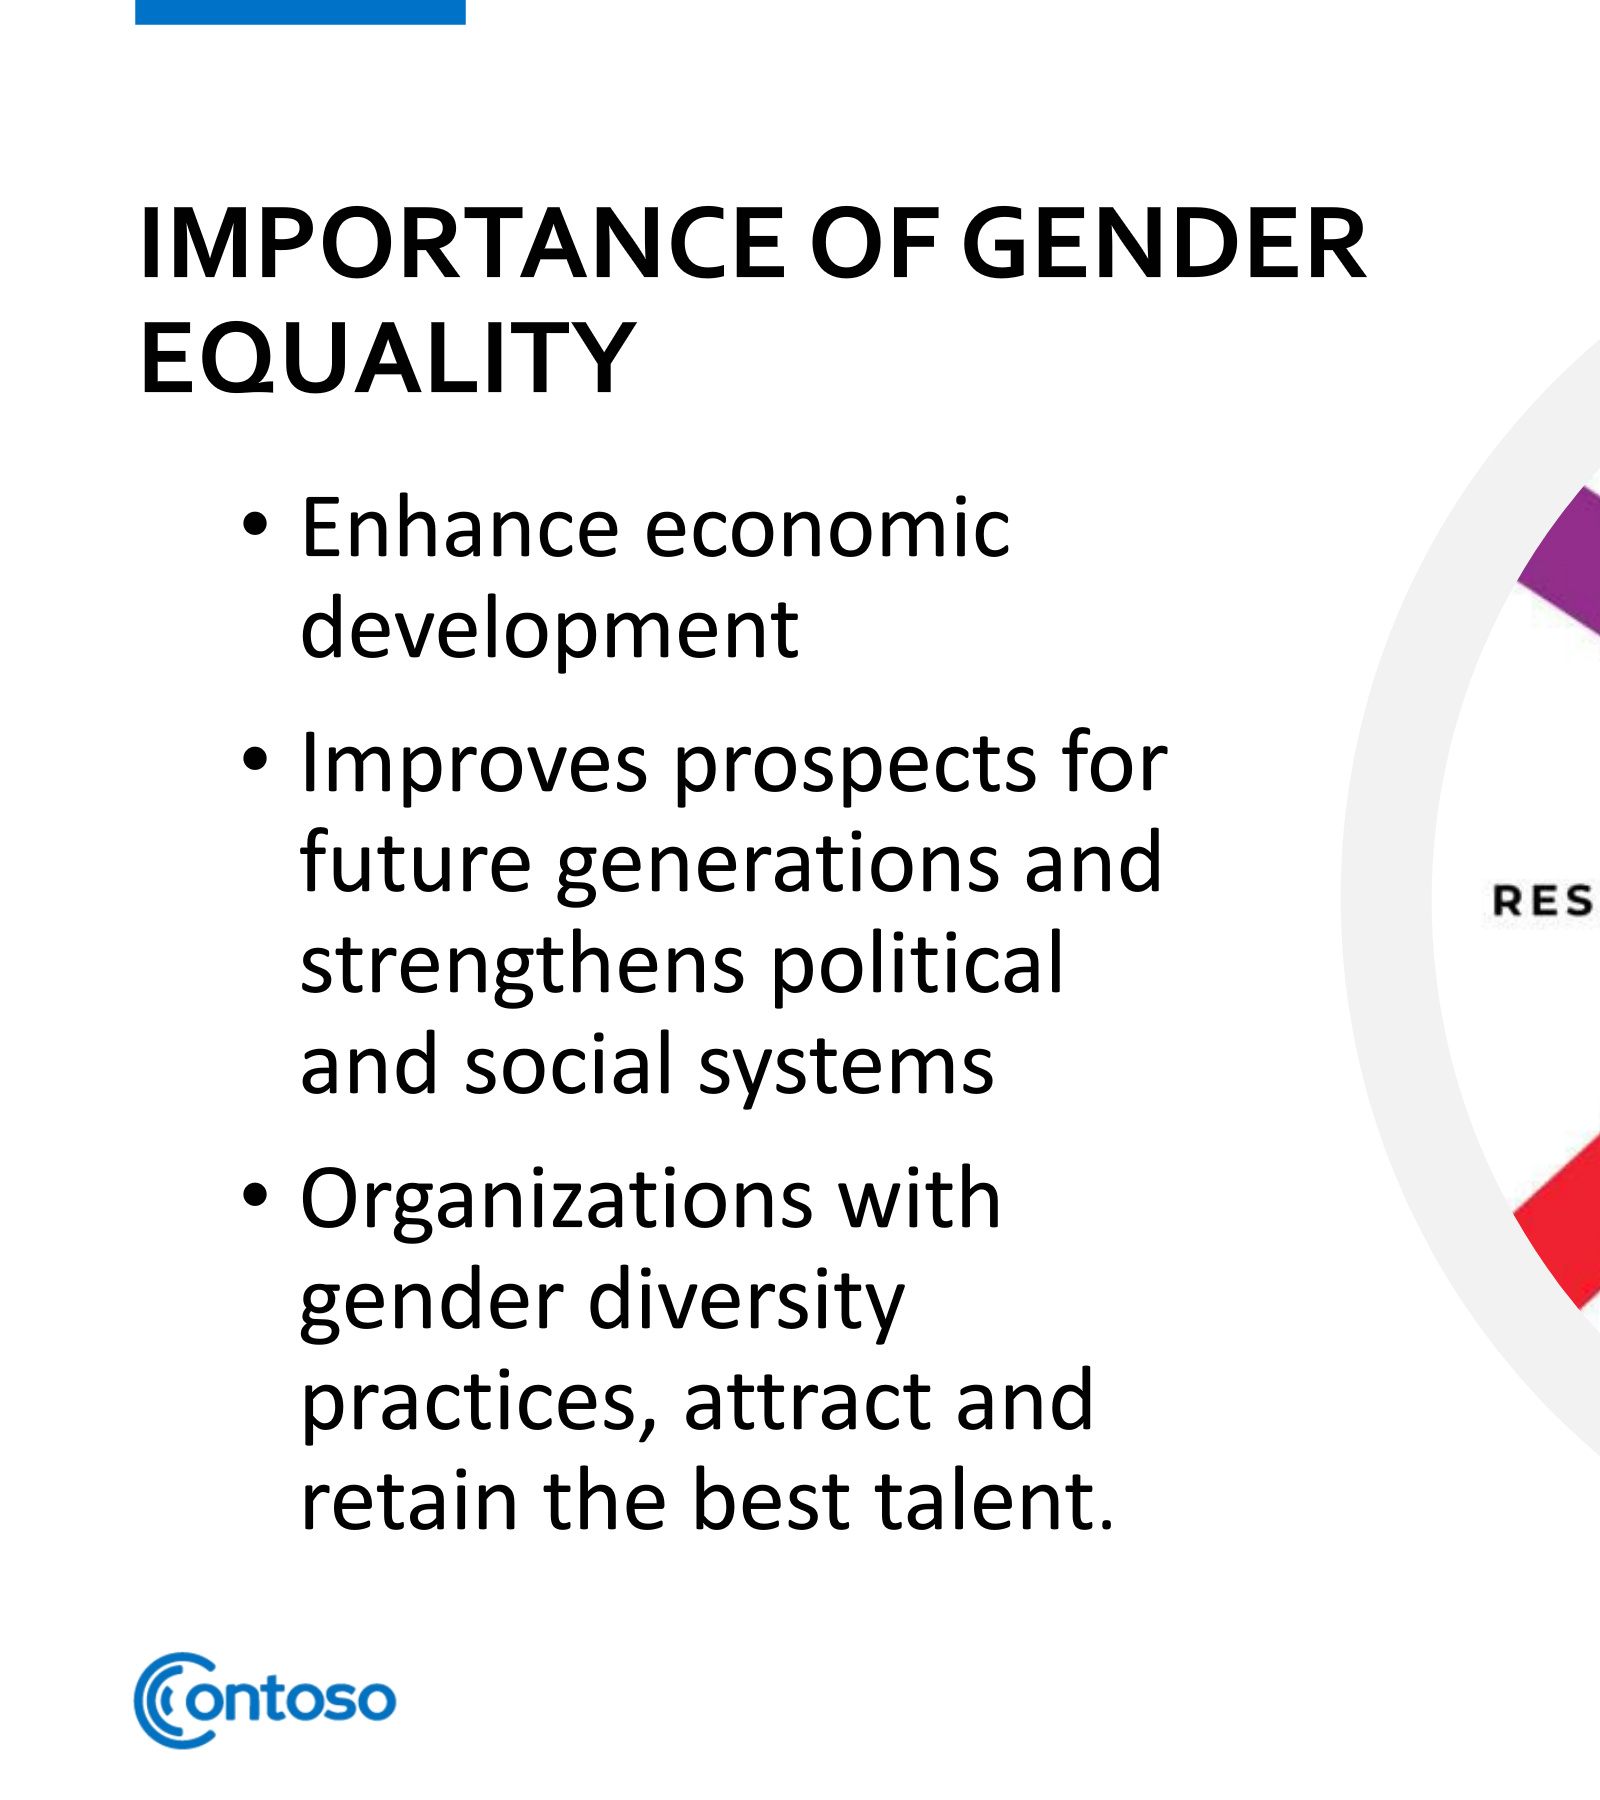 IMPORTANCE OF GENDER
EQUALITY
• Enhance economic
development
• Improves prospects for
future generations and
strengthens political
and social systems
• Organizations with
gender diversity
practices, attract and
retain the best talent.
RES
Contoso